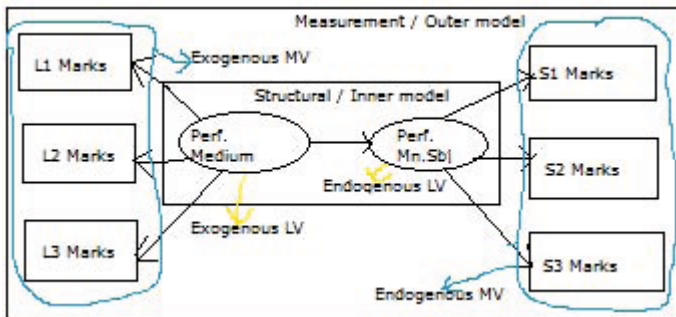 Measurement / Outer model
L1 Marks
Exogenous MV
S1 Marks
Structural / Inner model
L2 Marks
Perf.
Medium
Perf.
Mn.Sbj
S2 Marks
Endogenous LV
Exogenous LV
L3 Marks
S3 Marks
Endogenous MV